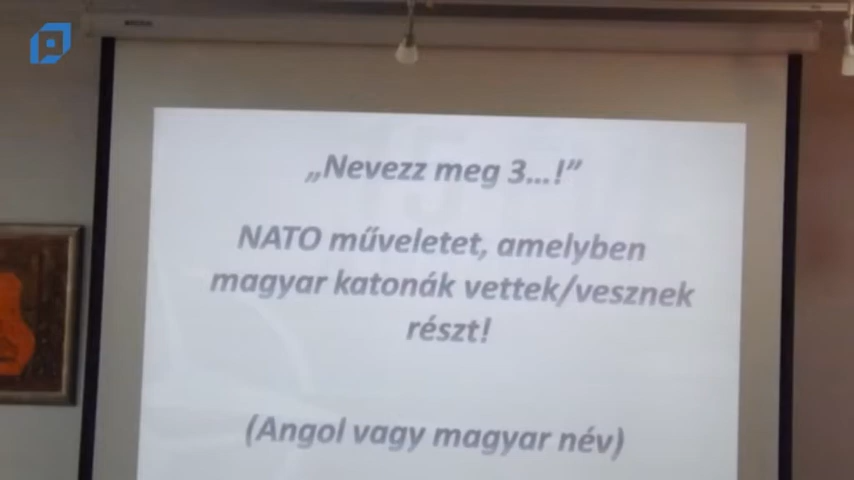 „Nevezz meg 3...!”
NATO műveletet, amelyben
magyar katonák vettek/vesznek
részt!
(Angol vagy magyar név)